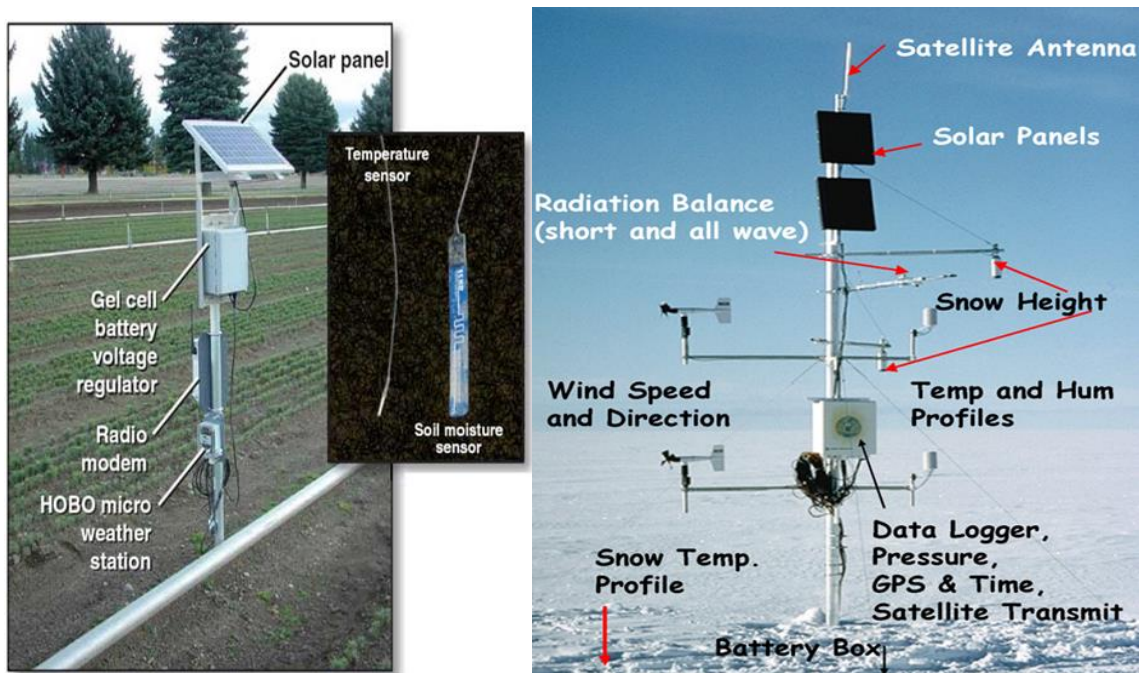 Solar panel
Temperature
sensor
Gel cell
battery
voltage
regulator
Radio
modem
HOBO micro
weather
station
Soil moisture
sensor
Satellite Antenna
Solar Panels
Radiation Balance
(short and all wave)
Snow Height
Wind Speed
and Direction
Temp and Hum
Profiles
Data Logger,
Pressure,
GPS & Time,
Satellite Transmit
Snow Temp.
Profile
Battery Box